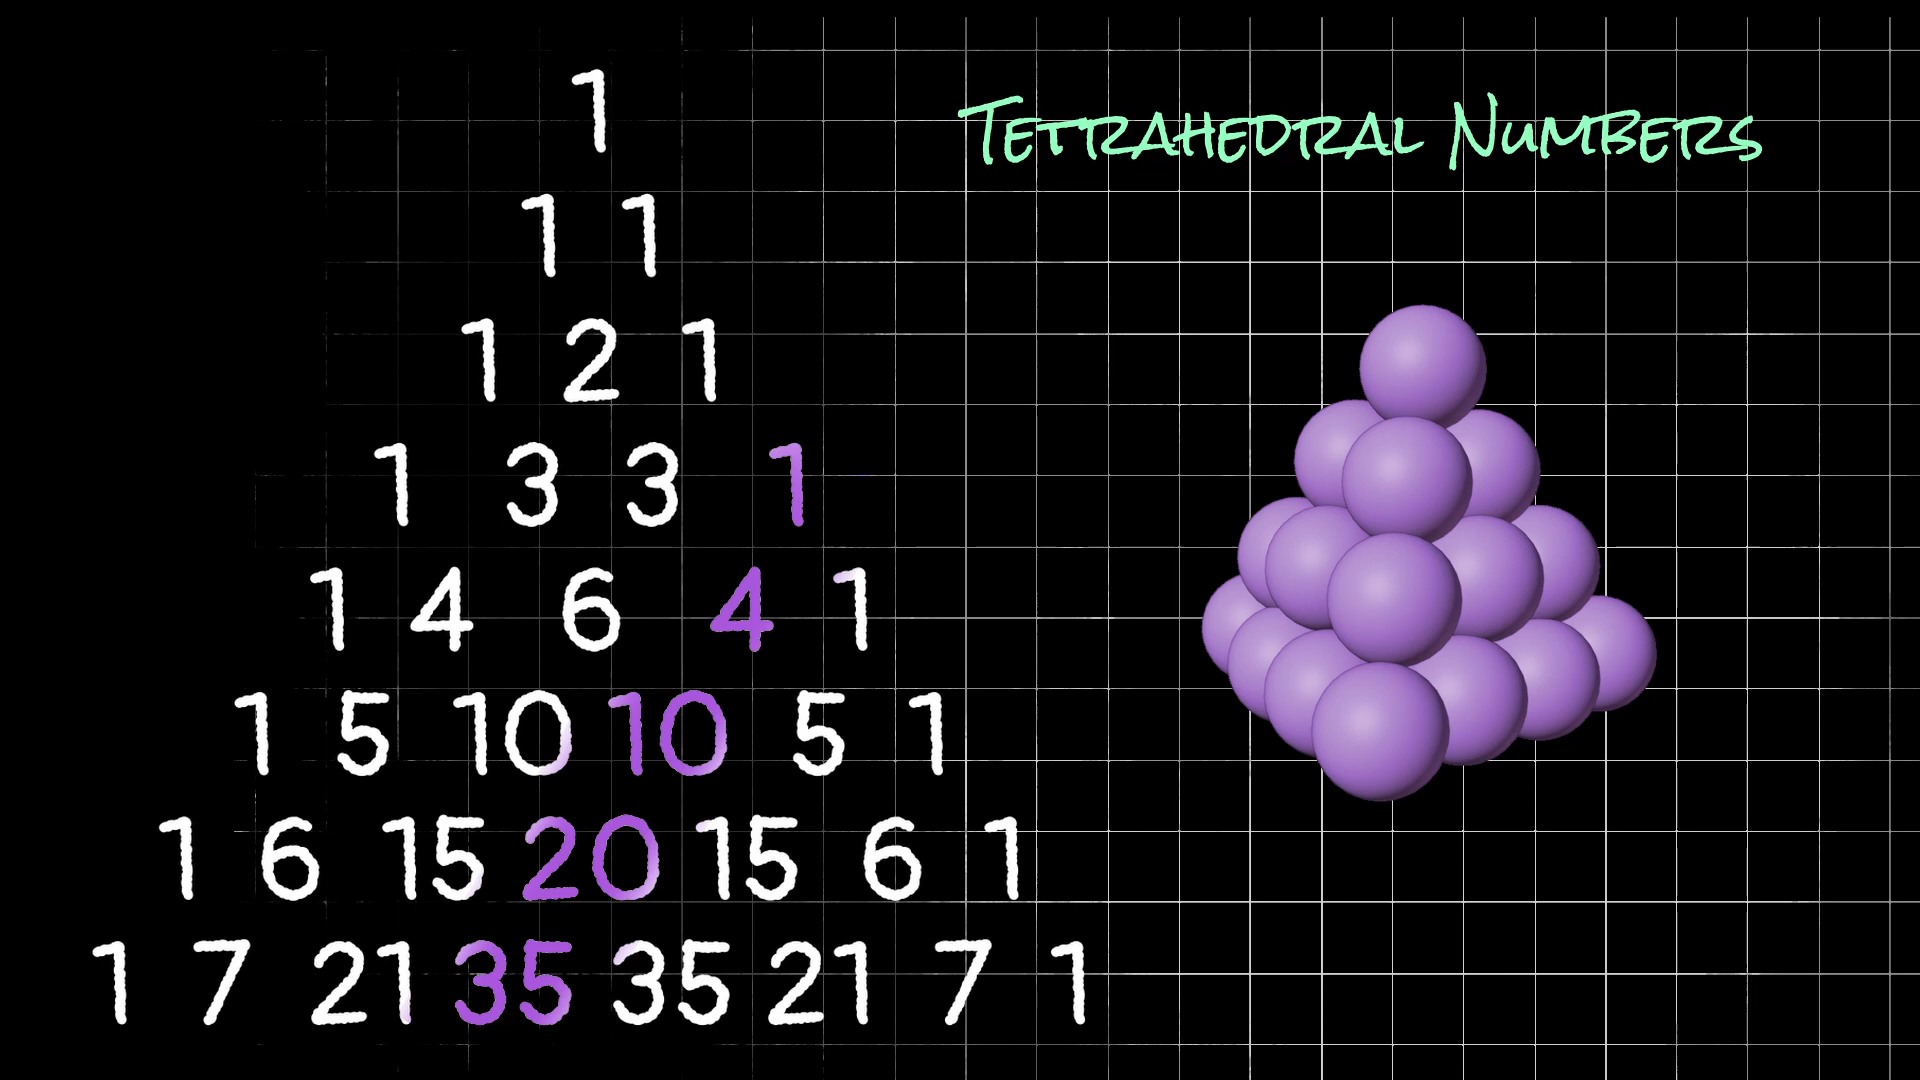 Tetrahedral Numbers
1
1 1
1 2 1
1 3 3 1
1 4 6 4 1
1 5 10 10 5 1
1 6 15 20 15 6 1
1 7 21 35 35 21 7 1